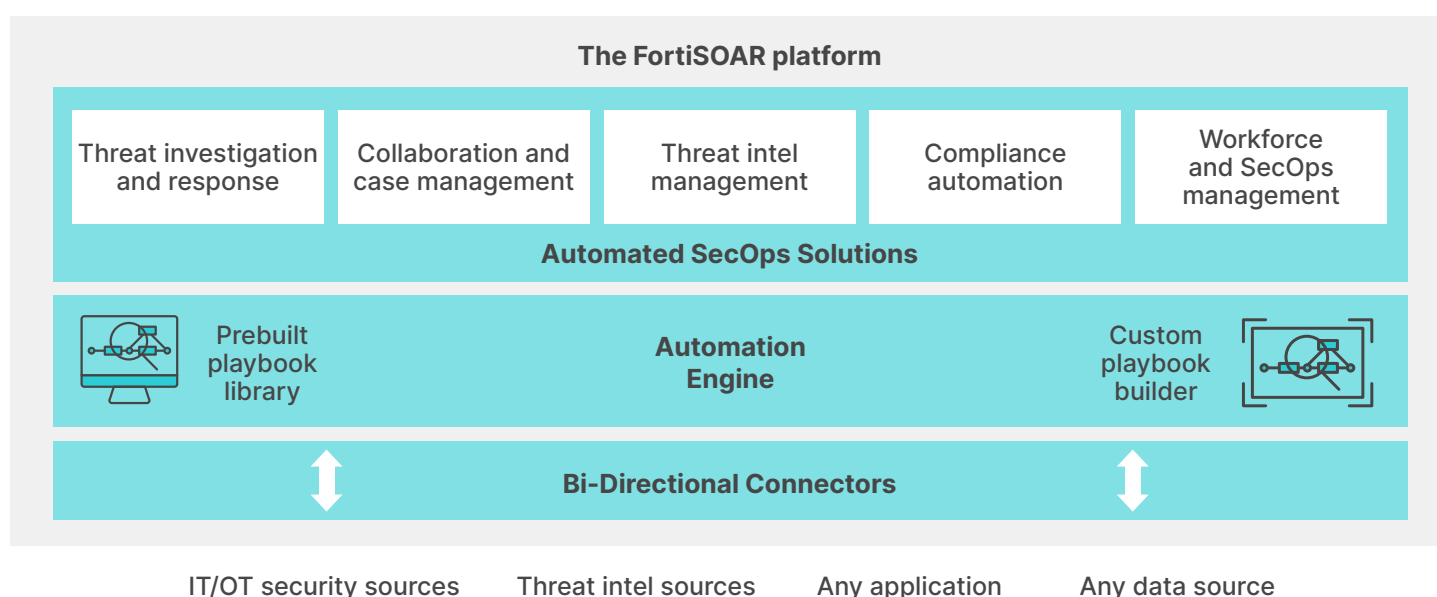 The FortiSOAR platform
Threat investigation
and response
Collaboration and
case management
Threat intel
management
Compliance
automation
Workforce
and SecOps
management
Automated SecOps Solutions
Prebuilt
playbook
library
Automation
Engine
Custom
playbook
builder
Bi-Directional Connectors
IT/OT security sources
Threat intel sources
Any application
Any data source